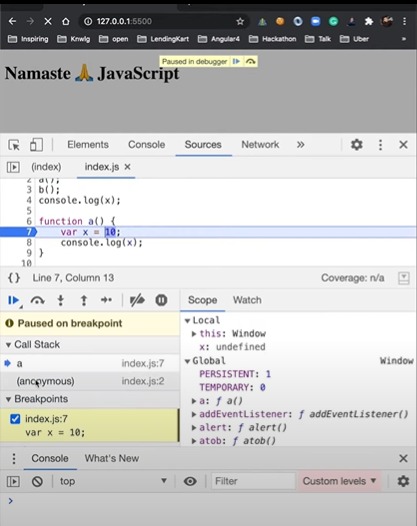 127.0.0.1:5500
Inspiring Knwlg open LendingKart Angular4 Hackathon Talk Uber
Paused in debugger
Namaste 🙏 JavaScript
Elements Console Sources Network »
(index) index.js ×
2 a();
3 b();
4 console.log(x);
5
6 function a() {
7 var x = 10;
8 console.log(x);
9 }
10
{} Line 7, Column 13 Coverage: n/a
Scope Watch
Paused on breakpoint
Call Stack
a index.js:7
(anonymous) index.js:2
Breakpoints
index.js:7
var x = 10;
Local
this: Window
x: undefined
Global Window
PERSISTENT: 1
TEMPORARY: 0
a: ƒ a()
addEventListener: ƒ addEventListener()
alert: ƒ alert()
atob: ƒ atob()
Console What's New ×
top Filter Custom levels